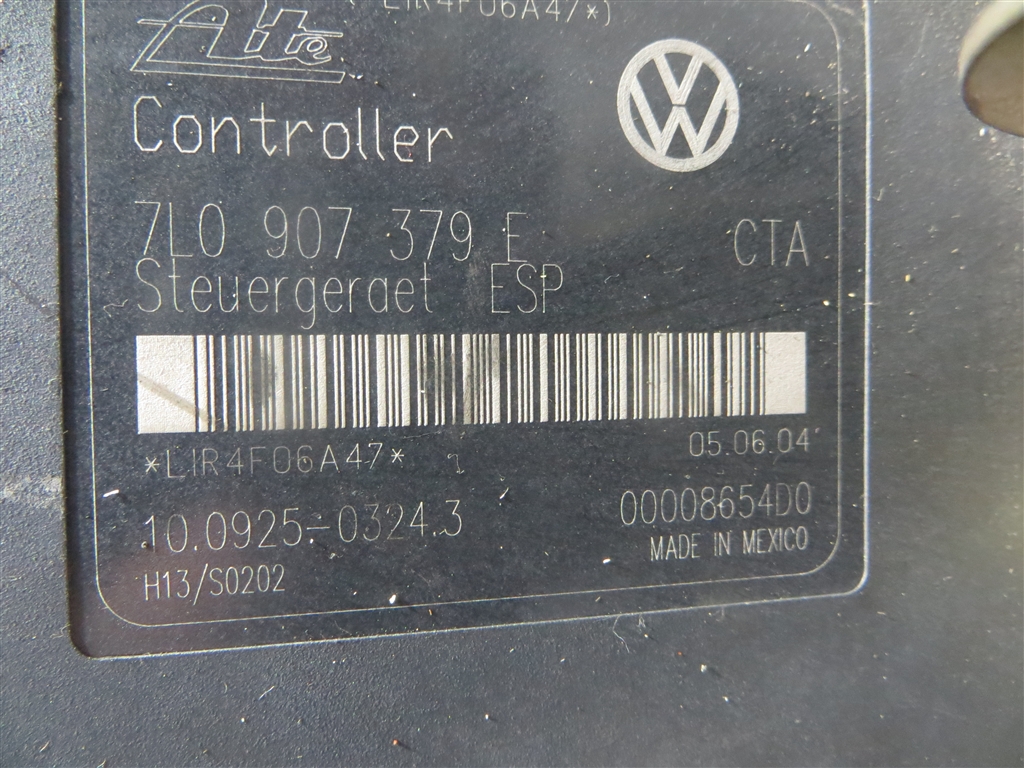 LIR4F06A47*)
Ate
Controller
7L0 907 379 E CTA
Steuergeraet ESP
*LIR4F06A47* 05.06.04
10.0925-0324.3 00008654D0
H13/S0202 MADE IN MEXICO